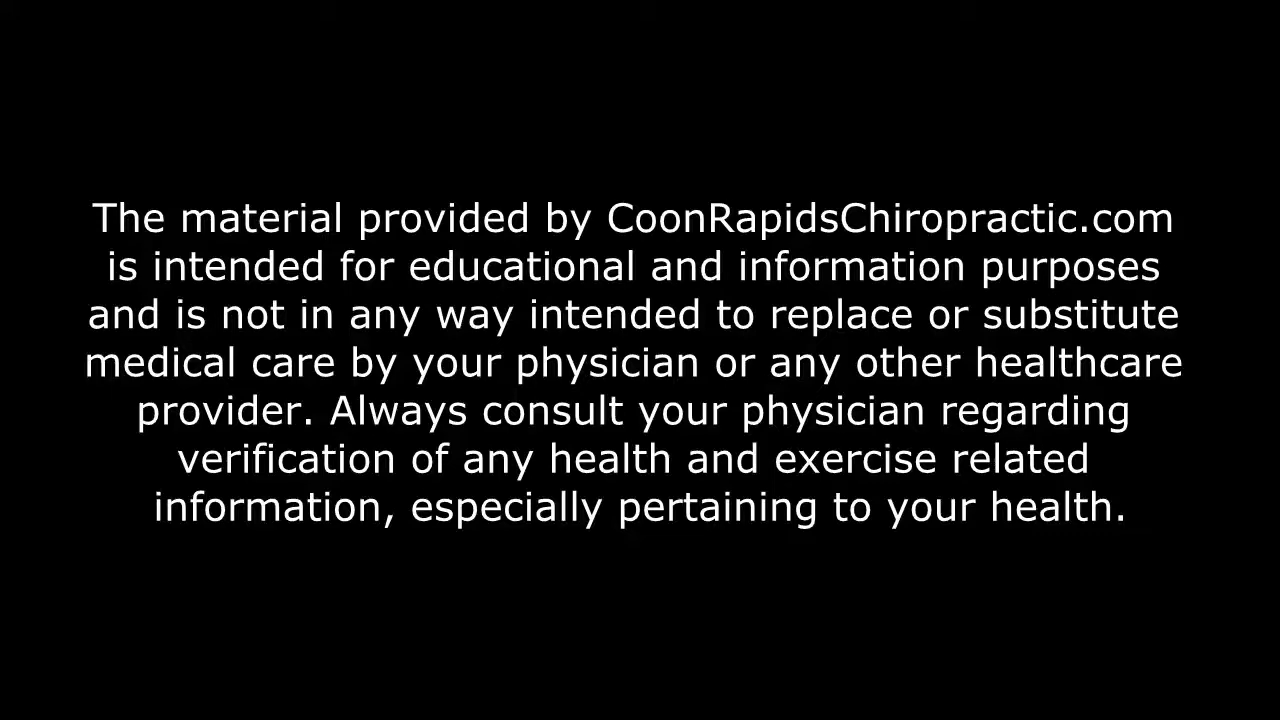 The material provided by CoonRapidsChiropractic.com
is intended for educational and information purposes
and is not in any way intended to replace or substitute
medical care by your physician or any other healthcare
provider. Always consult your physician regarding
verification of any health and exercise related
information, especially pertaining to your health.